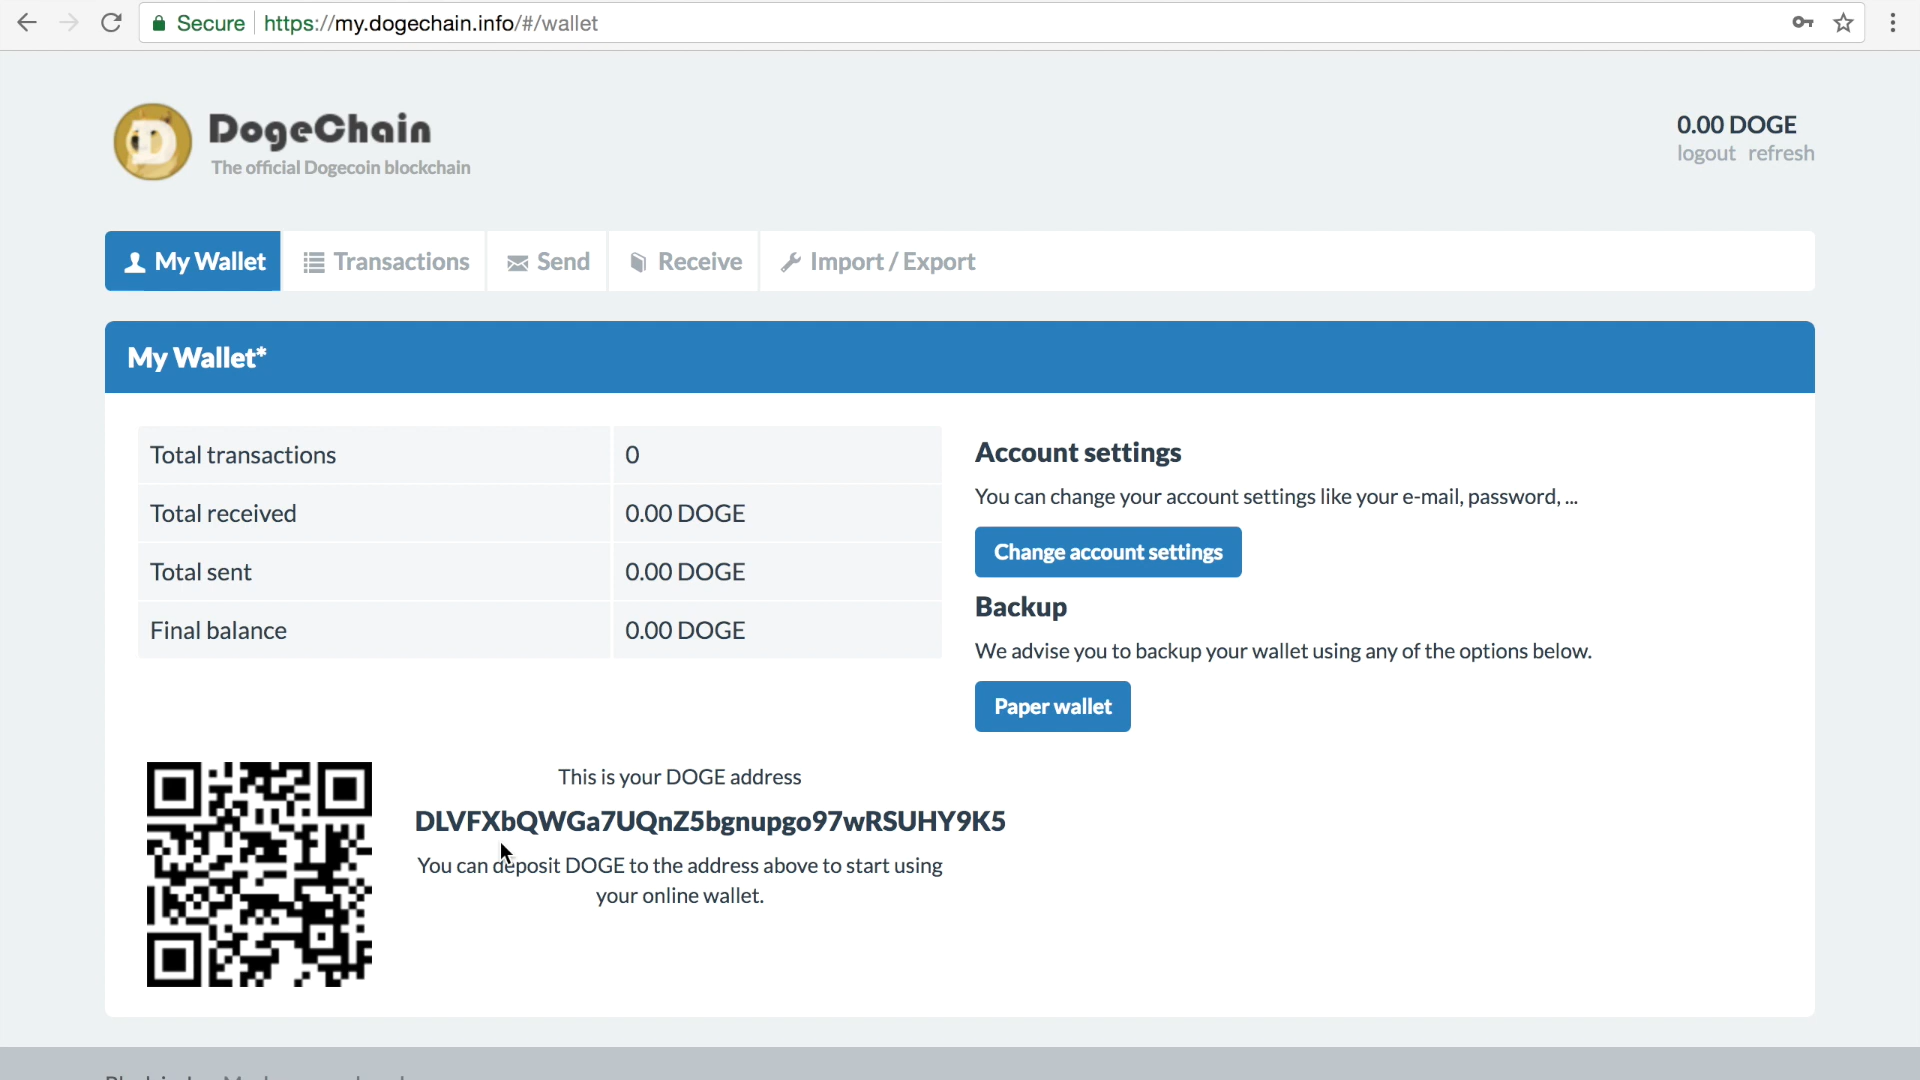 Secure https://my.dogechain.info/#/wallet
DogeChain
The official Dogecoin blockchain
0.00 DOGE
logout refresh
My Wallet Transactions Send Receive Import / Export
My Wallet*
Total transactions 0
Total received 0.00 DOGE
Total sent 0.00 DOGE
Final balance 0.00 DOGE
Account settings
You can change your account settings like your e-mail, password, ...
Change account settings
Backup
We advise you to backup your wallet using any of the options below.
Paper wallet
This is your DOGE address
DLVFXbQWGa7UQnZ5bgnupgo97wRSUHY9K5
You can deposit DOGE to the address above to start using
your online wallet.